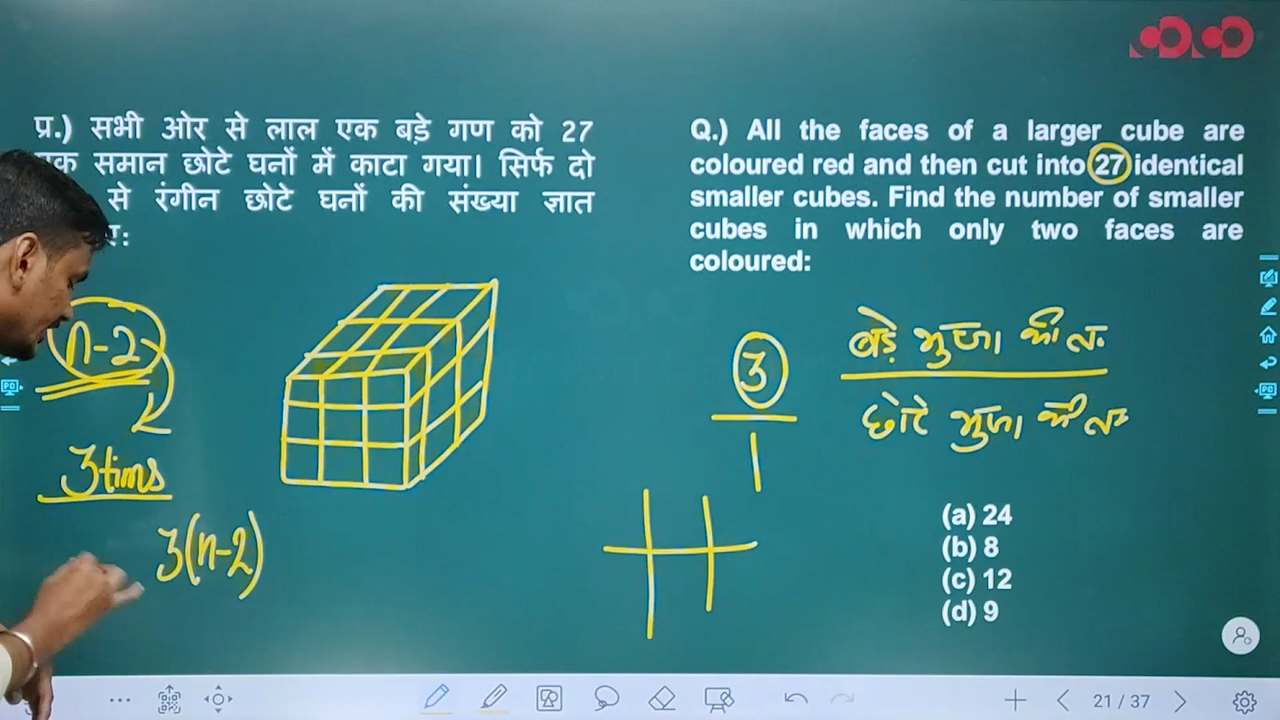 प्र.) सभी ओर से लाल एक बड़े गण को 27
समान छोटे घनों में काटा गया। सिर्फ दो
से रंगीन छोटे घनों की संख्या ज्ञात
Q.) All the faces of a larger cube are
coloured red and then cut into 27 identical
smaller cubes. Find the number of smaller
cubes in which only two faces are
coloured:
n-2
3tims
3(n-2)
3
1
बड़े भुजा की ल.
छोटे भुजा की ल.
(a) 24
(b) 8
(c) 12
(d) 9
21 / 37